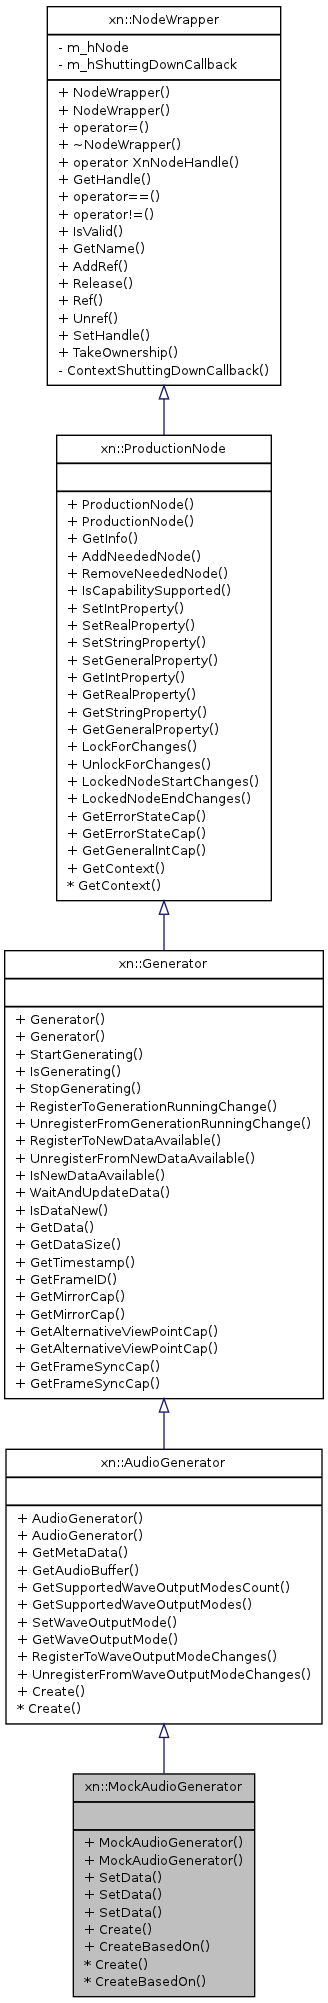 xn::NodeWrapper
- m_hNode
- m_hShuttingDownCallback
+ NodeWrapper()
+ NodeWrapper()
+ operator=()
+ ~NodeWrapper()
+ operator XnNodeHandle()
+ GetHandle()
+ operator==()
+ operator!=()
+ IsValid()
+ GetName()
+ AddRef()
+ Release()
+ Ref()
+ Unref()
+ SetHandle()
+ TakeOwnership()
- ContextShuttingDownCallback()
xn::ProductionNode
+ ProductionNode()
+ ProductionNode()
+ GetInfo()
+ AddNeededNode()
+ RemoveNeededNode()
+ IsCapabilitySupported()
+ SetIntProperty()
+ SetRealProperty()
+ SetStringProperty()
+ SetGeneralProperty()
+ GetIntProperty()
+ GetRealProperty()
+ GetStringProperty()
+ GetGeneralProperty()
+ LockForChanges()
+ UnlockForChanges()
+ LockedNodeStartChanges()
+ LockedNodeEndChanges()
+ GetErrorStateCap()
+ GetErrorStateCap()
+ GetGeneralIntCap()
+ GetContext()
* GetContext()
xn::Generator
+ Generator()
+ Generator()
+ StartGenerating()
+ IsGenerating()
+ StopGenerating()
+ RegisterToGenerationRunningChange()
+ UnregisterFromGenerationRunningChange()
+ RegisterToNewDataAvailable()
+ UnregisterFromNewDataAvailable()
+ IsNewDataAvailable()
+ WaitAndUpdateData()
+ IsDataNew()
+ GetData()
+ GetDataSize()
+ GetTimestamp()
+ GetFrameID()
+ GetMirrorCap()
+ GetMirrorCap()
+ GetAlternativeViewPointCap()
+ GetAlternativeViewPointCap()
+ GetFrameSyncCap()
+ GetFrameSyncCap()
xn::AudioGenerator
+ AudioGenerator()
+ AudioGenerator()
+ GetMetaData()
+ GetAudioBuffer()
+ GetSupportedWaveOutputModesCount()
+ GetSupportedWaveOutputModes()
+ SetWaveOutputMode()
+ GetWaveOutputMode()
+ RegisterToWaveOutputModeChanges()
+ UnregisterFromWaveOutputModeChanges()
+ Create()
* Create()
xn::MockAudioGenerator
+ MockAudioGenerator()
+ MockAudioGenerator()
+ SetData()
+ SetData()
+ SetData()
+ Create()
+ CreateBasedOn()
* Create()
* CreateBasedOn()